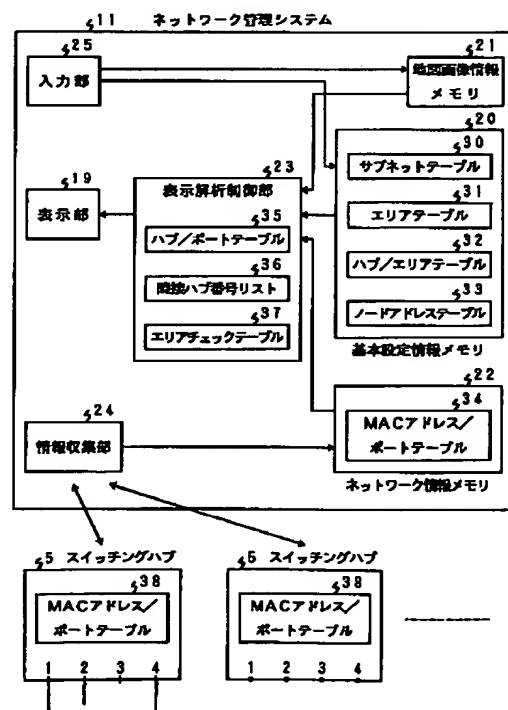 11 ネットワーク管理システム
25
入力部
21
地図画像情報
メモリ
20
30
サブネットテーブル
31
エリアテーブル
32
ハブ/エリアテーブル
33
ノードアドレステーブル
基本設定情報メモリ
19
表示部
23
表示解析制御部
35
ハブ/ポートテーブル
36
隣接ハブ番号リスト
37
エリアチェックテーブル
22
34
MACアドレス/
ポートテーブル
ネットワーク情報メモリ
24
情報収集部
5 スイッチングハブ
38
MACアドレス/
ポートテーブル
1 2 3 4
5 スイッチングハブ
38
MACアドレス/
ポートテーブル
1 2 3 4